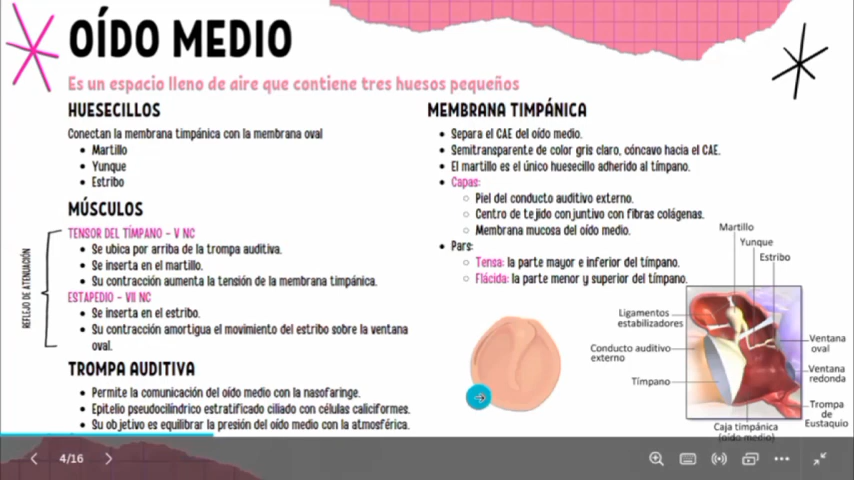 OÍDO MEDIO
Es un espacio lleno de aire que contiene tres huesos pequeños
HUESECILLOS
Conectan la membrana timpánica con la membrana oval
Martillo
Yunque
Estribo
MÚSCULOS
REFLEJO DE ATENUACIÓN
TENSOR DEL TÍMPANO - V NC
Se ubica por arriba de la trompa auditiva.
Se inserta en el martillo.
Su contracción aumenta la tensión de la membrana timpánica.
ESTAPEDIO - VII NC
Se inserta en el estribo.
Su contracción amortigua el movimiento del estribo sobre la ventana
oval.
TROMPA AUDITIVA
Permite la comunicación del oído medio con la nasofaringe.
Epitelio pseudocilíndrico estratificado ciliado con células caliciformes.
Su objetivo es equilibrar la presión del oído medio con la atmosférica.
MEMBRANA TIMPÁNICA
Separa el CAE del oído medio.
Semitransparente de color gris claro, cóncavo hacia el CAE.
El martillo es el único huesecillo adherido al tímpano.
Capas:
Piel del conducto auditivo externo.
Centro de tejido conjuntivo con fibras colágenas.
Membrana mucosa del oído medio.
Pars:
Tensa: la parte mayor e inferior del tímpano.
Flácida: la parte menor y superior del tímpano.
Martillo
Yunque
Estribo
Ligamentos
estabilizadores
Conducto auditivo
externo
Tímpano
Ventana
oval
Ventana
redonda
Trompa
de
Eustaquio
Caja timpánica
(oído medio)
4/16